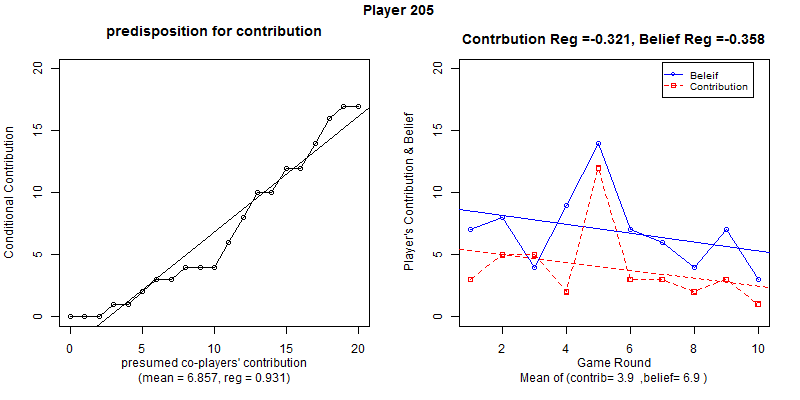 Player 205
predisposition for contribution
Conditional Contribution
20
15
10
5
0
0 5 10 15 20
presumed co-players' contribution
(mean = 6.857, reg = 0.931)
Contrbution Reg =-0.321, Belief Reg =-0.358
Player's Contribution & Belief
20
15
10
5
0
Beleif
Contribution
2 4 6 8 10
Game Round
Mean of (contrib= 3.9 ,belief= 6.9 )